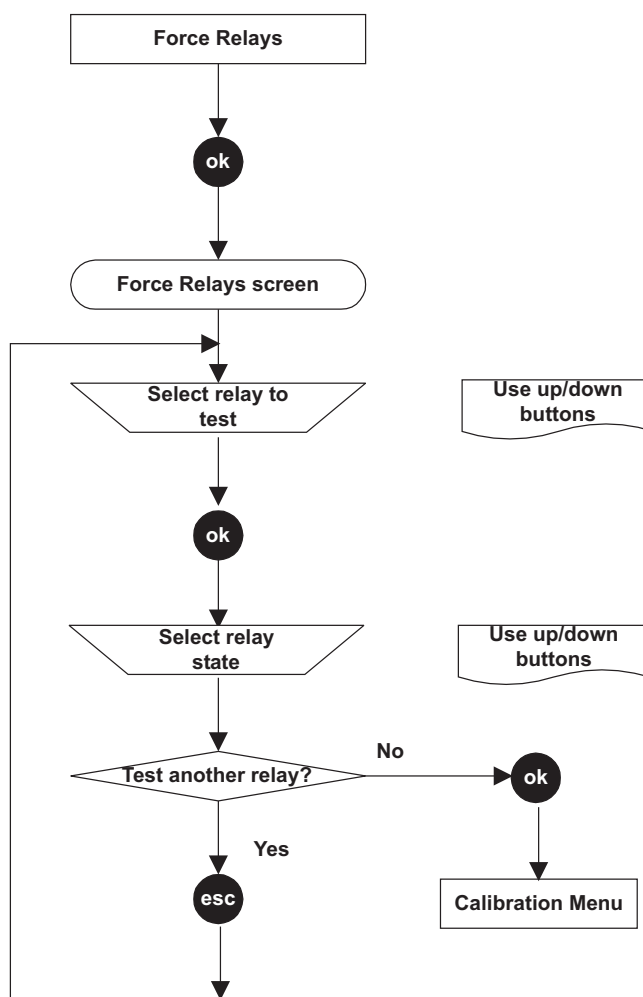 Force Relays
ok
Force Relays screen
Select relay to
test
Use up/down
buttons
ok
Select relay
state
Use up/down
buttons
Test another relay?
No
ok
Yes
esc
Calibration Menu